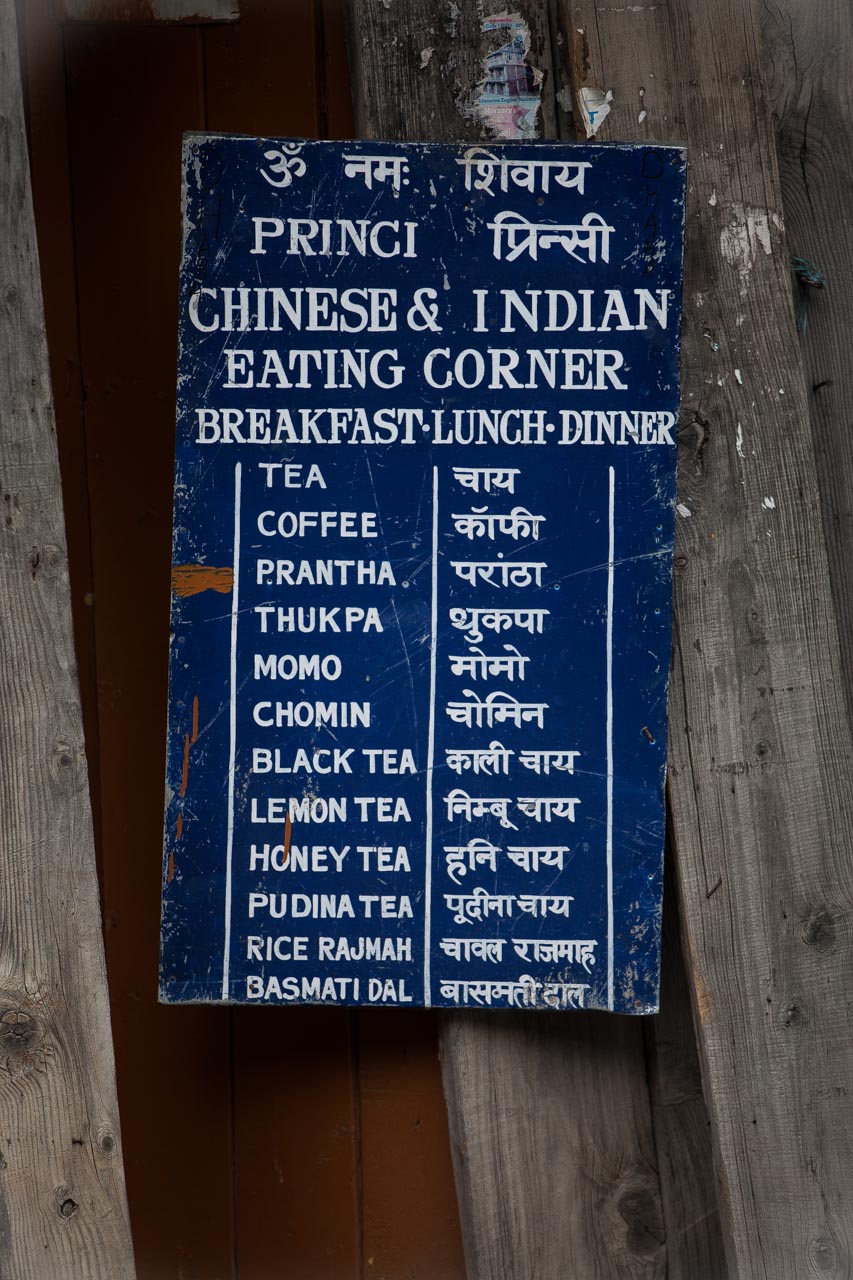 ॐ नमः शिवाय
PRINCI प्रिन्सी
CHINESE & INDIAN
EATING CORNER
BREAKFAST·LUNCH·DINNER
TEA चाय
COFFEE कॉफी
PRANTHA परांठा
THUKPA थुकपा
MOMO मोमो
CHOMIN चोमिन
BLACK TEA काली चाय
LEMON TEA निम्बू चाय
HONEY TEA हनि चाय
PUDINA TEA पूदीना चाय
RICE RAJMAH चावल राजमाह
BASMATI DAL बासमती दाल